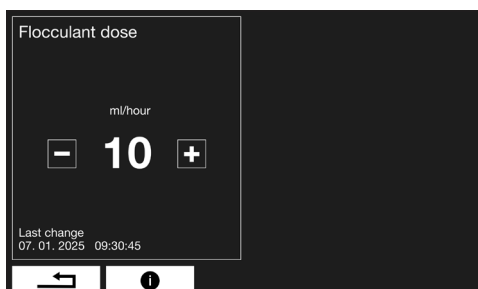 Flocculant dose
ml/hour
− 10 +
Last change
07. 01. 2025 09:30:45
i